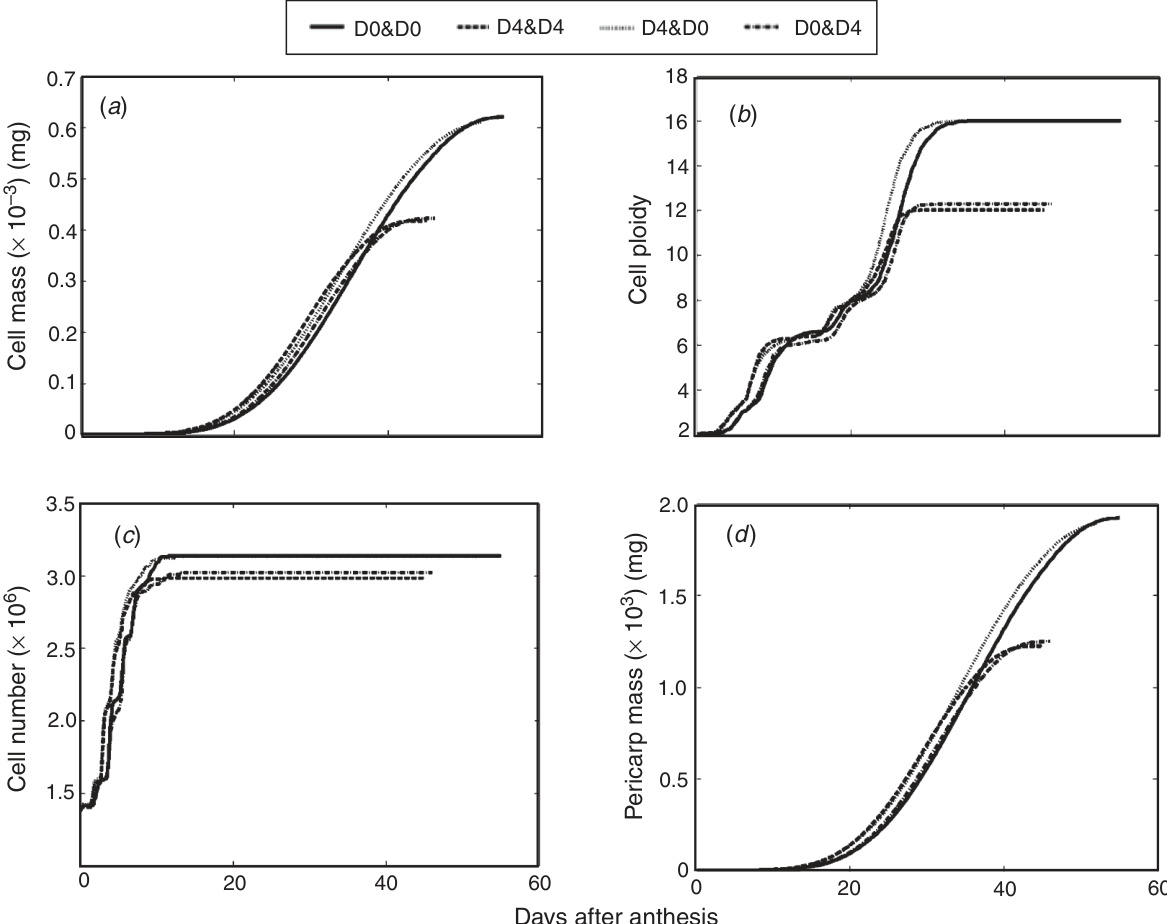 D0&D0 D4&D4 D4&D0 D0&D4
(a)
Cell mass (× 10–3) (mg)
0.7
0.6
0.5
0.4
0.3
0.2
0.1
0
(b)
Cell ploidy
18
16
14
12
10
8
6
4
2
(c)
Cell number (× 106)
3.5
3.0
2.5
2.0
1.5
0 20 40 60
(d)
Pericarp mass (× 103) (mg)
2.0
1.5
1.0
0.5
0
0 20 40 60
Days after anthesis